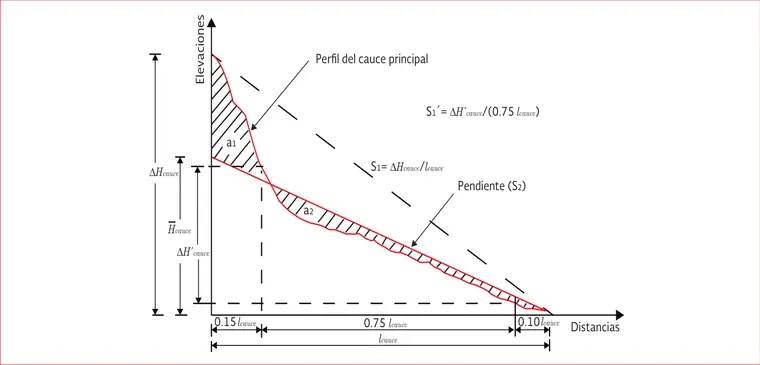 Elevaciones
Perfil del cauce principal
S1´= ΔH´cauce/(0.75 lcauce)
a1
S1= ΔHcauce/lcauce
ΔHcauce
Pendiente (S2)
a2
H̅cauce
ΔH´cauce
0.15 lcauce
0.75 lcauce
0.10 lcauce
Distancias
lcauce